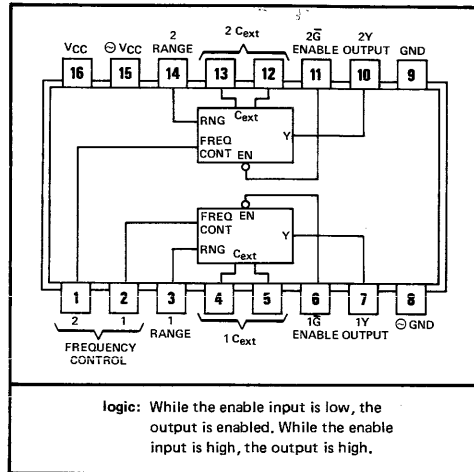 2 2 Cext 2G̅ 2Y
VCC ⊖ VCC RANGE ENABLE OUTPUT GND
16 15 14 13 12 11 10 9
RNG Cext
FREQ CONT Y
EN
FREQ CONT EN
RNG Y
Cext
1 2 3 4 5 6 7 8
2 1 1 1G̅ 1Y ⊖ GND
RANGE ENABLE OUTPUT
FREQUENCY CONTROL 1 Cext
logic: While the enable input is low, the
output is enabled. While the enable
input is high, the output is high.